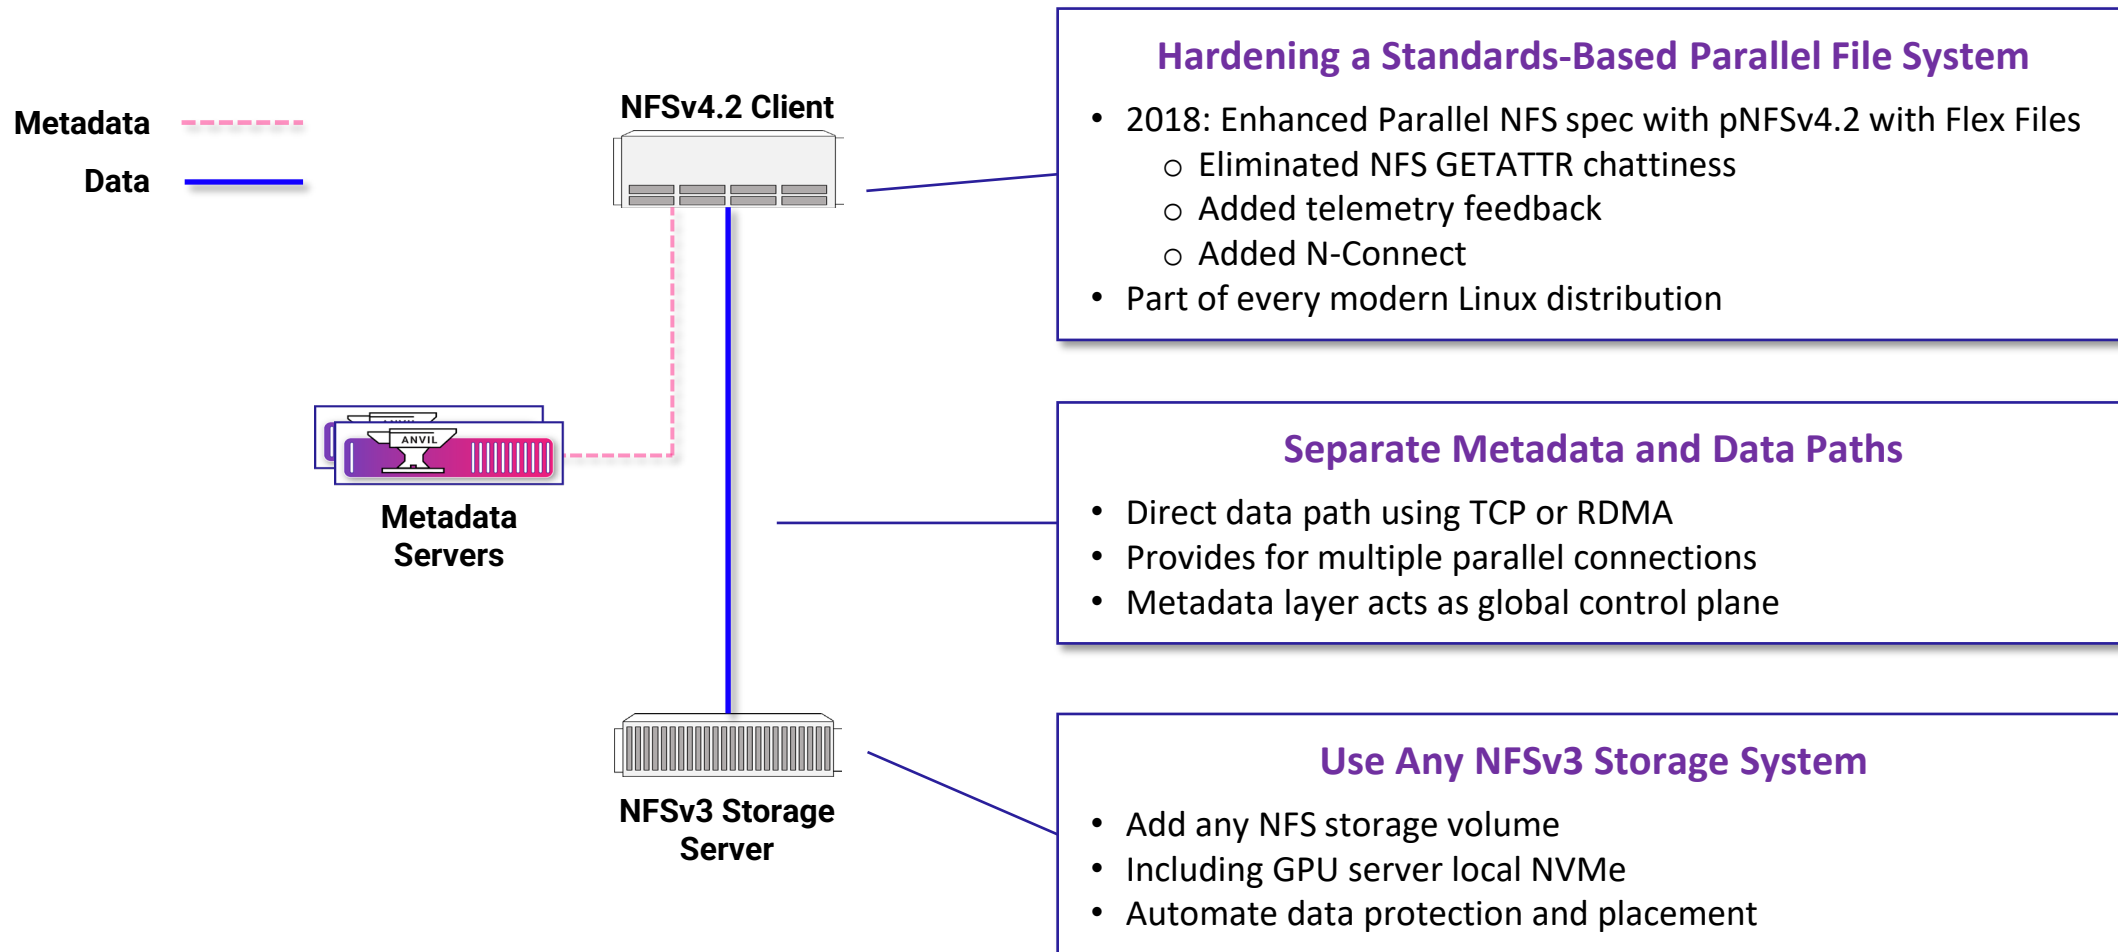 Metadata
Data
NFSv4.2 Client
ANVIL
Metadata
Servers
NFSv3 Storage
Server
Hardening a Standards-Based Parallel File System
• 2018: Enhanced Parallel NFS spec with pNFSv4.2 with Flex Files
o Eliminated NFS GETATTR chattiness
o Added telemetry feedback
o Added N-Connect
• Part of every modern Linux distribution
Separate Metadata and Data Paths
• Direct data path using TCP or RDMA
• Provides for multiple parallel connections
• Metadata layer acts as global control plane
Use Any NFSv3 Storage System
• Add any NFS storage volume
• Including GPU server local NVMe
• Automate data protection and placement